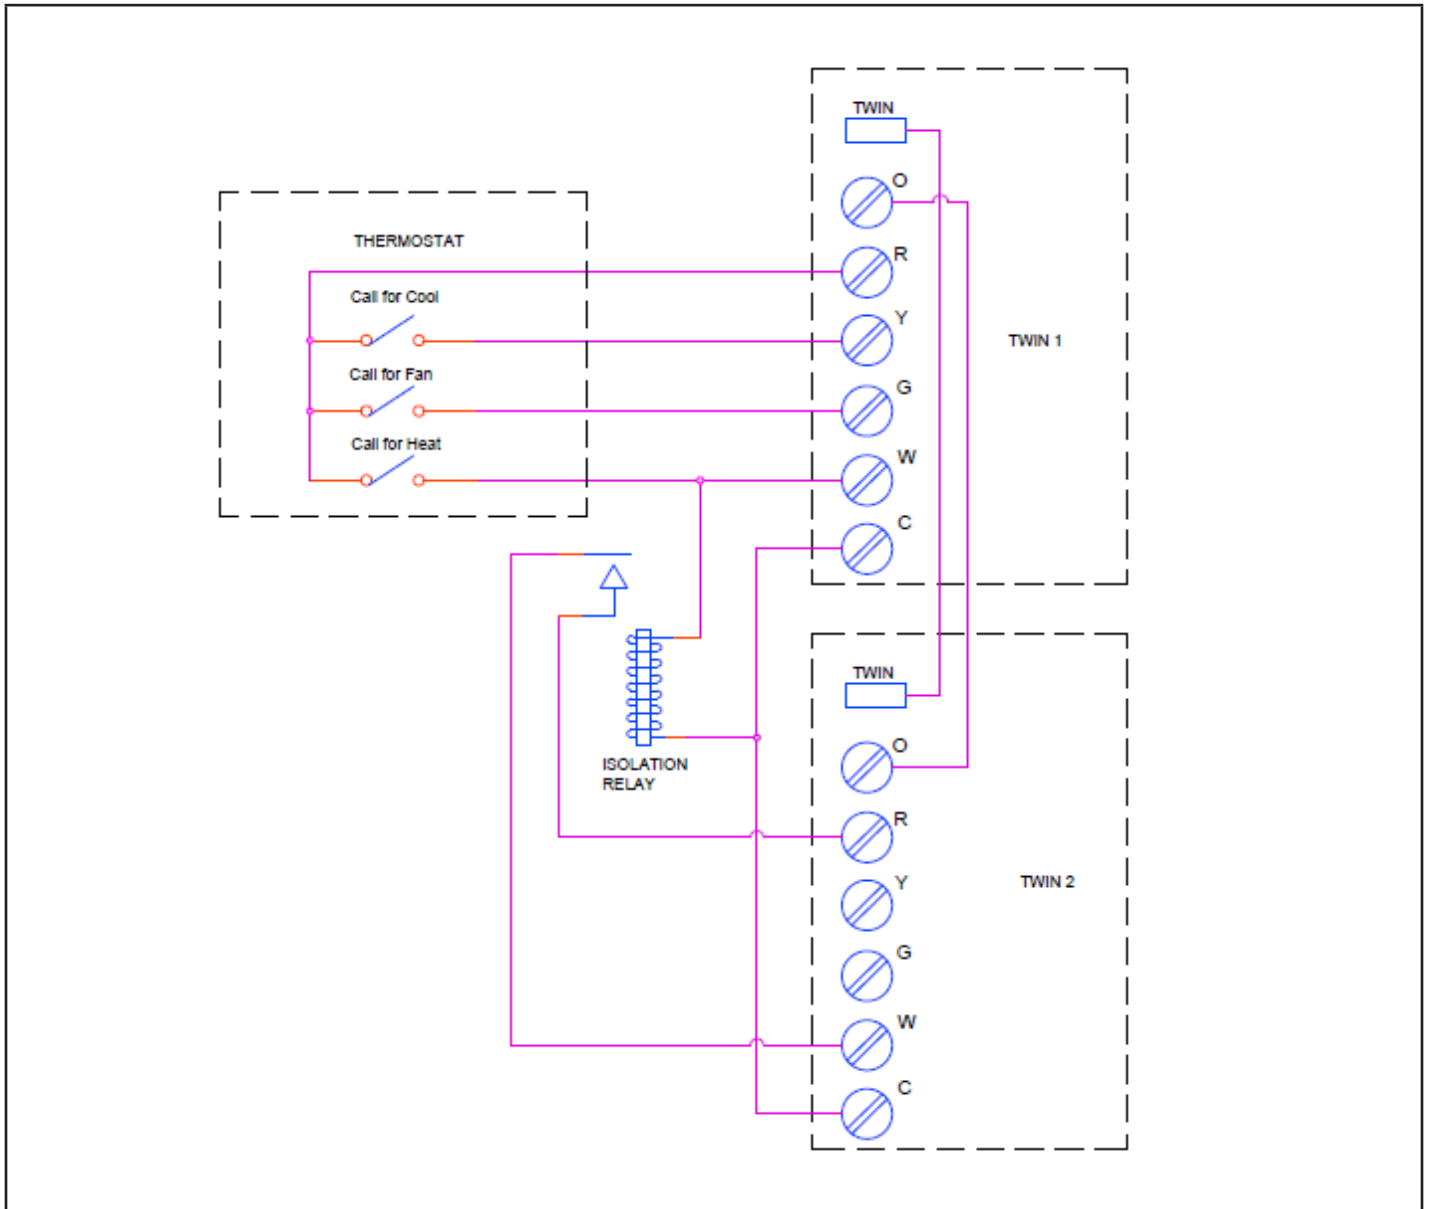 TWIN
O
THERMOSTAT
R
Call for Cool
Y
TWIN 1
Call for Fan
G
Call for Heat
W
C
TWIN
O
ISOLATION
RELAY
R
Y
TWIN 2
G
W
C